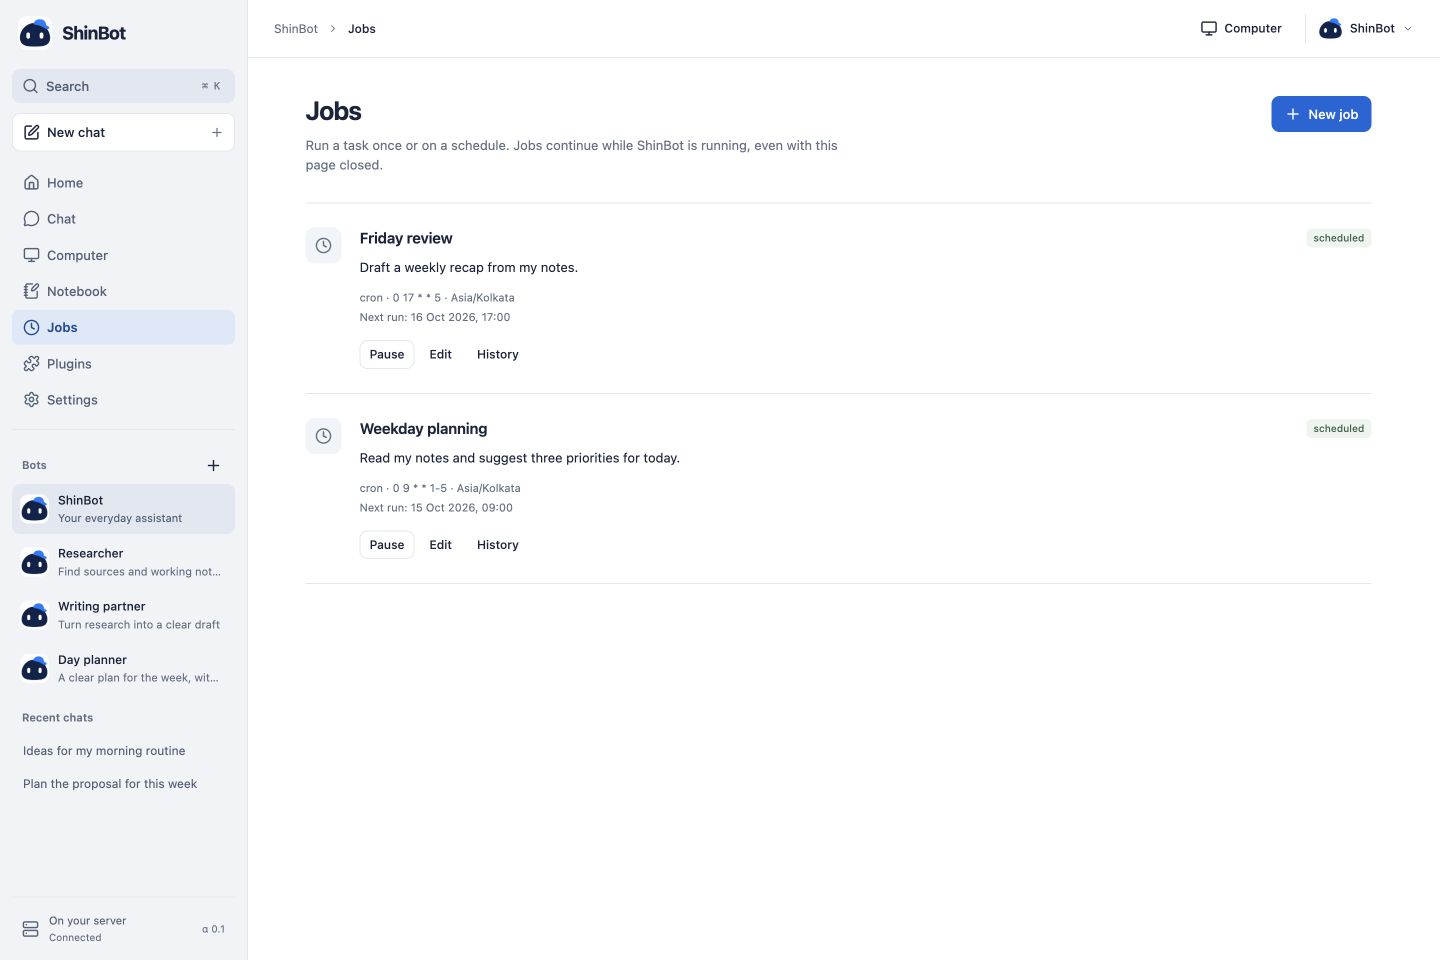 ShinBot
Search ⌘ K
New chat
Home
Chat
Computer
Notebook
Jobs
Plugins
Settings
Bots
ShinBot
Your everyday assistant
Researcher
Find sources and working not...
Writing partner
Turn research into a clear draft
Day planner
A clear plan for the week, wit...
Recent chats
Ideas for my morning routine
Plan the proposal for this week
On your server
Connected
α 0.1
ShinBot > Jobs
Computer
ShinBot
Jobs
New job
Run a task once or on a schedule. Jobs continue while ShinBot is running, even with this
page closed.
Friday review
scheduled
Draft a weekly recap from my notes.
cron · 0 17 * * 5 · Asia/Kolkata
Next run: 16 Oct 2026, 17:00
Pause Edit History
Weekday planning
scheduled
Read my notes and suggest three priorities for today.
cron · 0 9 * * 1-5 · Asia/Kolkata
Next run: 15 Oct 2026, 09:00
Pause Edit History